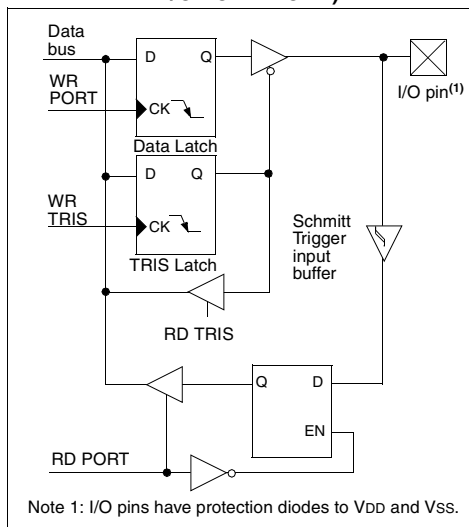 Data
bus
D Q
WR
PORT
CK
I/O pin(1)
Data Latch
D Q
WR
TRIS
CK
Schmitt
Trigger
input
buffer
TRIS Latch
RD TRIS
Q D
EN
RD PORT
Note 1: I/O pins have protection diodes to VDD and VSS.